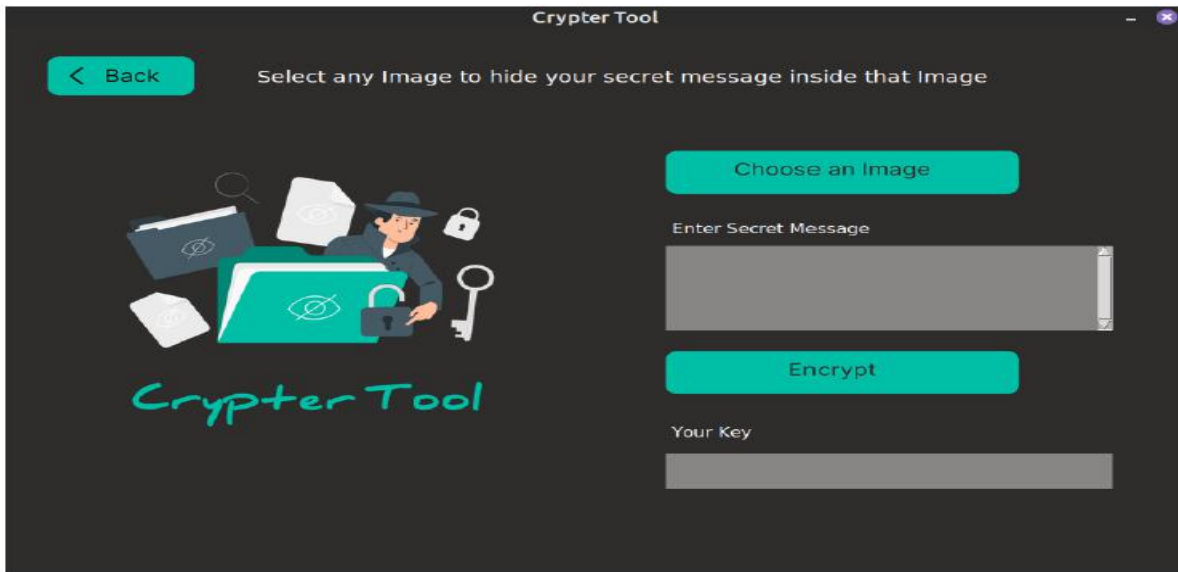 Crypter Tool
< Back
Select any Image to hide your secret message inside that Image
Choose an Image
Enter Secret Message
Encrypt
Crypter Tool
Your Key